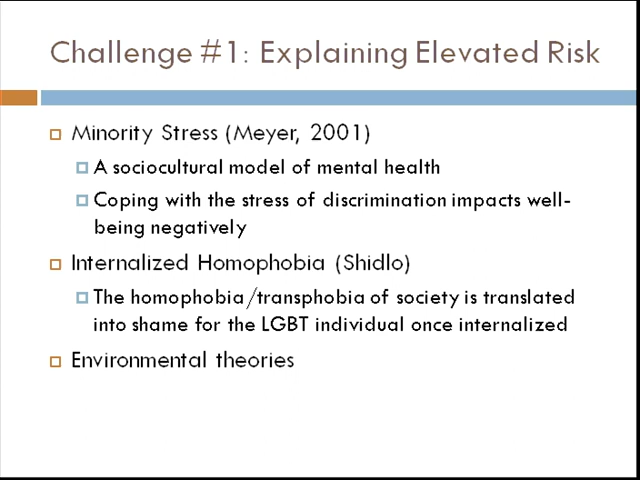 Challenge #1: Explaining Elevated Risk
Minority Stress (Meyer, 2001)
A sociocultural model of mental health
Coping with the stress of discrimination impacts well-
being negatively
Internalized Homophobia (Shidlo)
The homophobia/transphobia of society is translated
into shame for the LGBT individual once internalized
Environmental theories